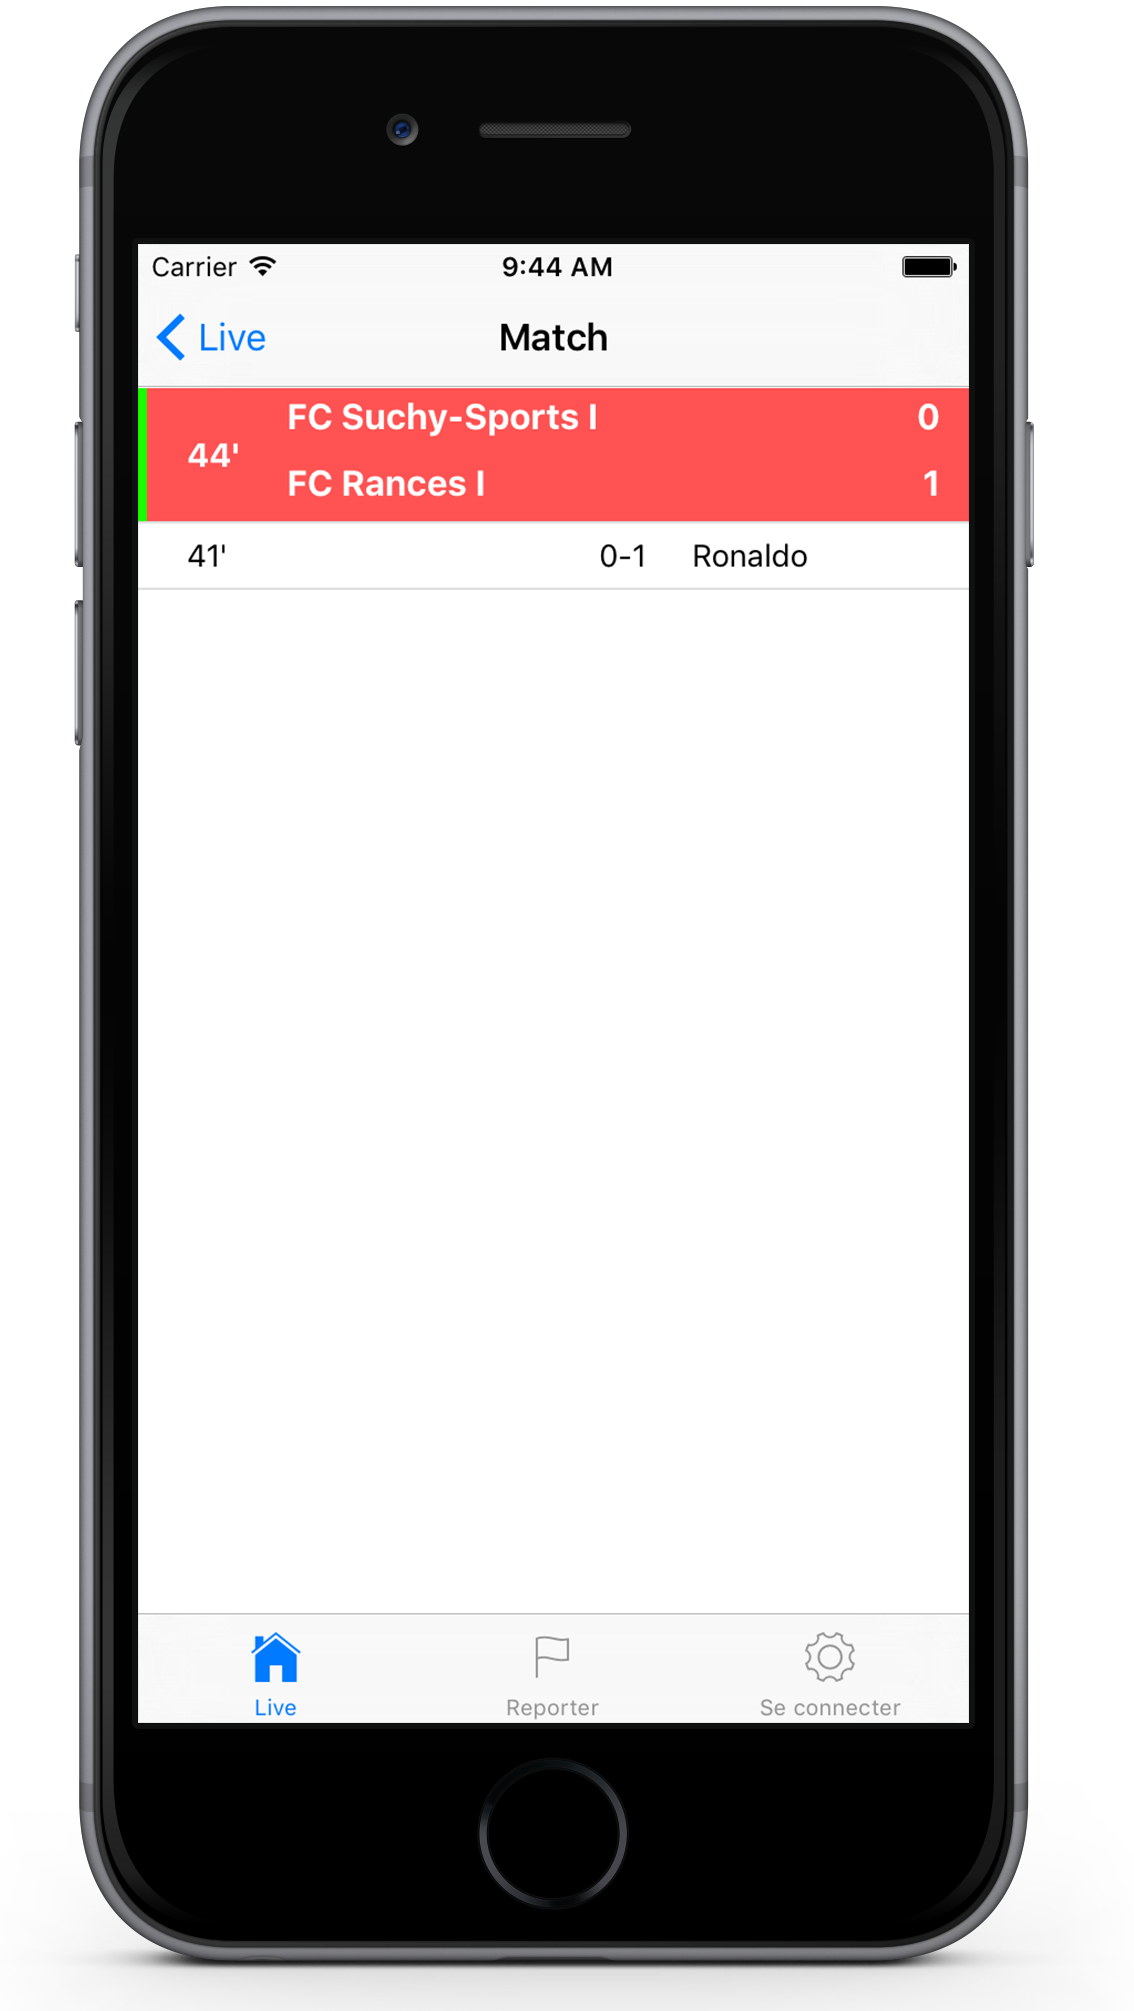 Carrier 9:44 AM
Live Match
FC Suchy-Sports I 0
44'
FC Rances I 1
41' 0-1 Ronaldo
Live Reporter Se connecter